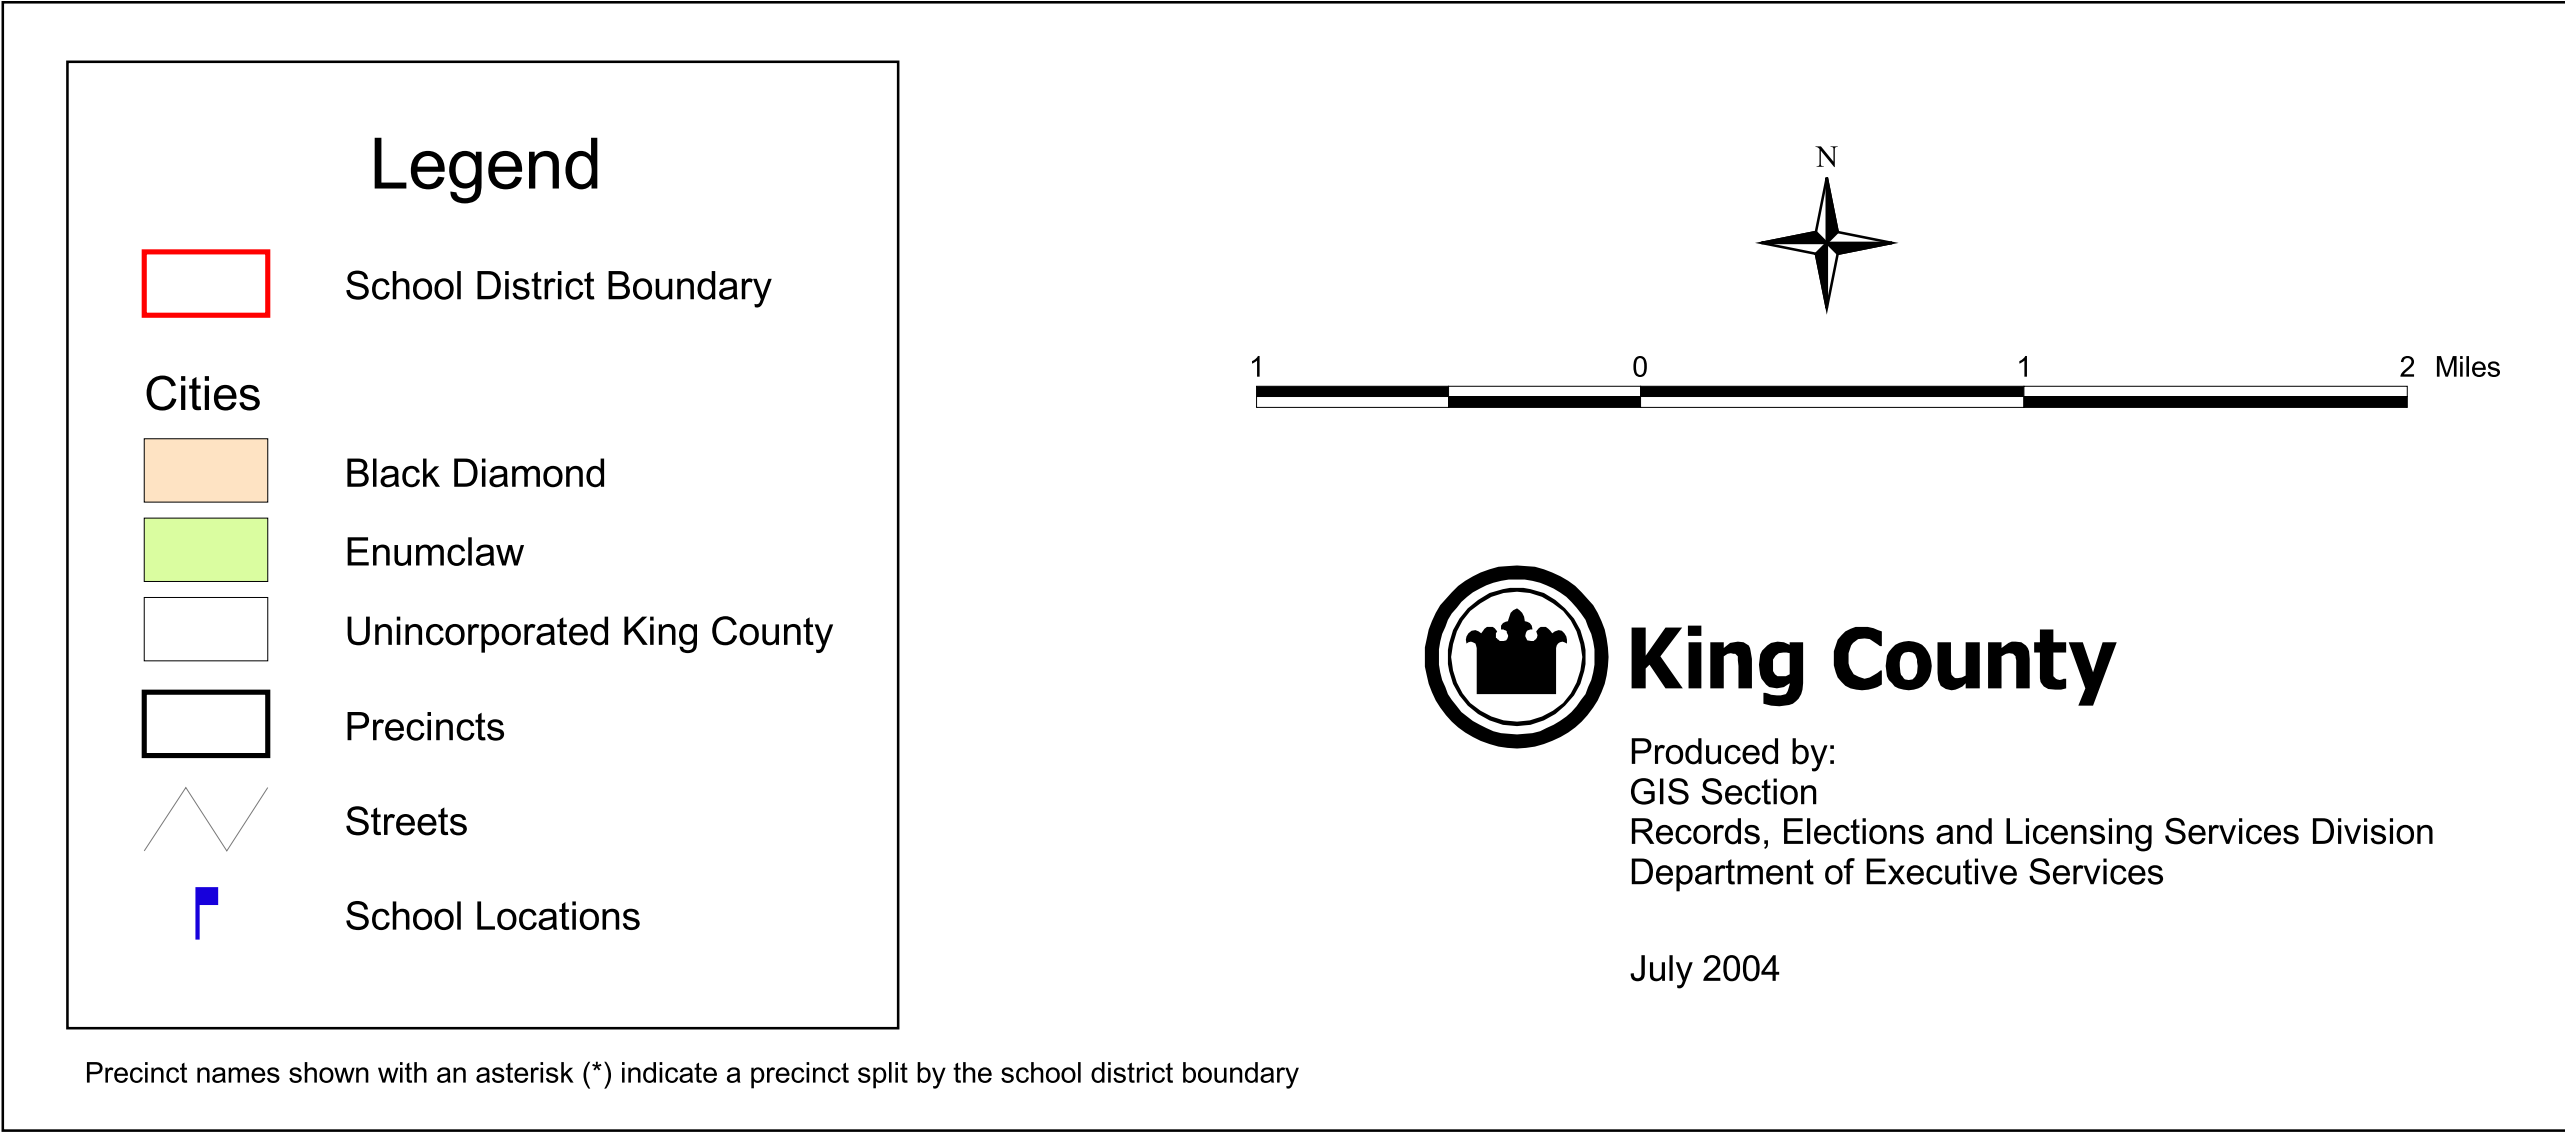 Legend
School District Boundary
Cities
Black Diamond
Enumclaw
Unincorporated King County
Precincts
Streets
School Locations
Precinct names shown with an asterisk (*) indicate a precinct split by the school district boundary
N
1 0 1 2 Miles
King County
Produced by:
GIS Section
Records, Elections and Licensing Services Division
Department of Executive Services
July 2004